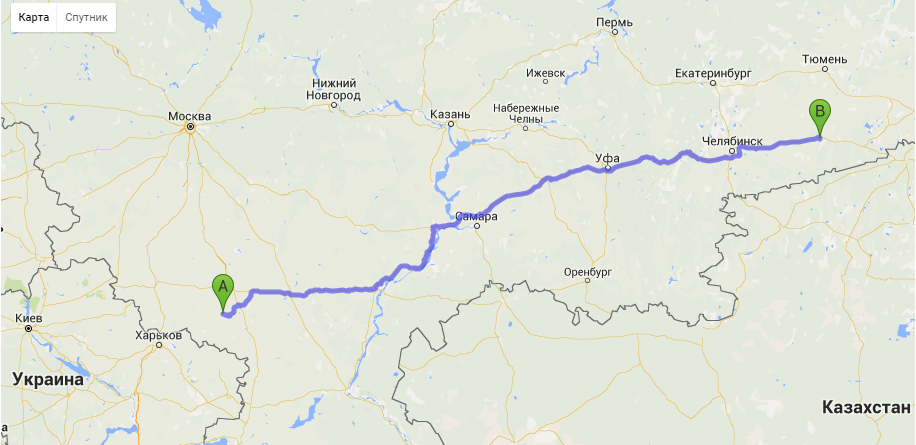 Карта
Спутник
Пермь
Тюмень
Ижевск
Екатеринбург
Нижний
Новгород
Казань
Набережные
Челны
Москва
B
Челябинск
Уфа
Самара
Оренбург
A
Киев
Харьков
Украина
Казахстан
а